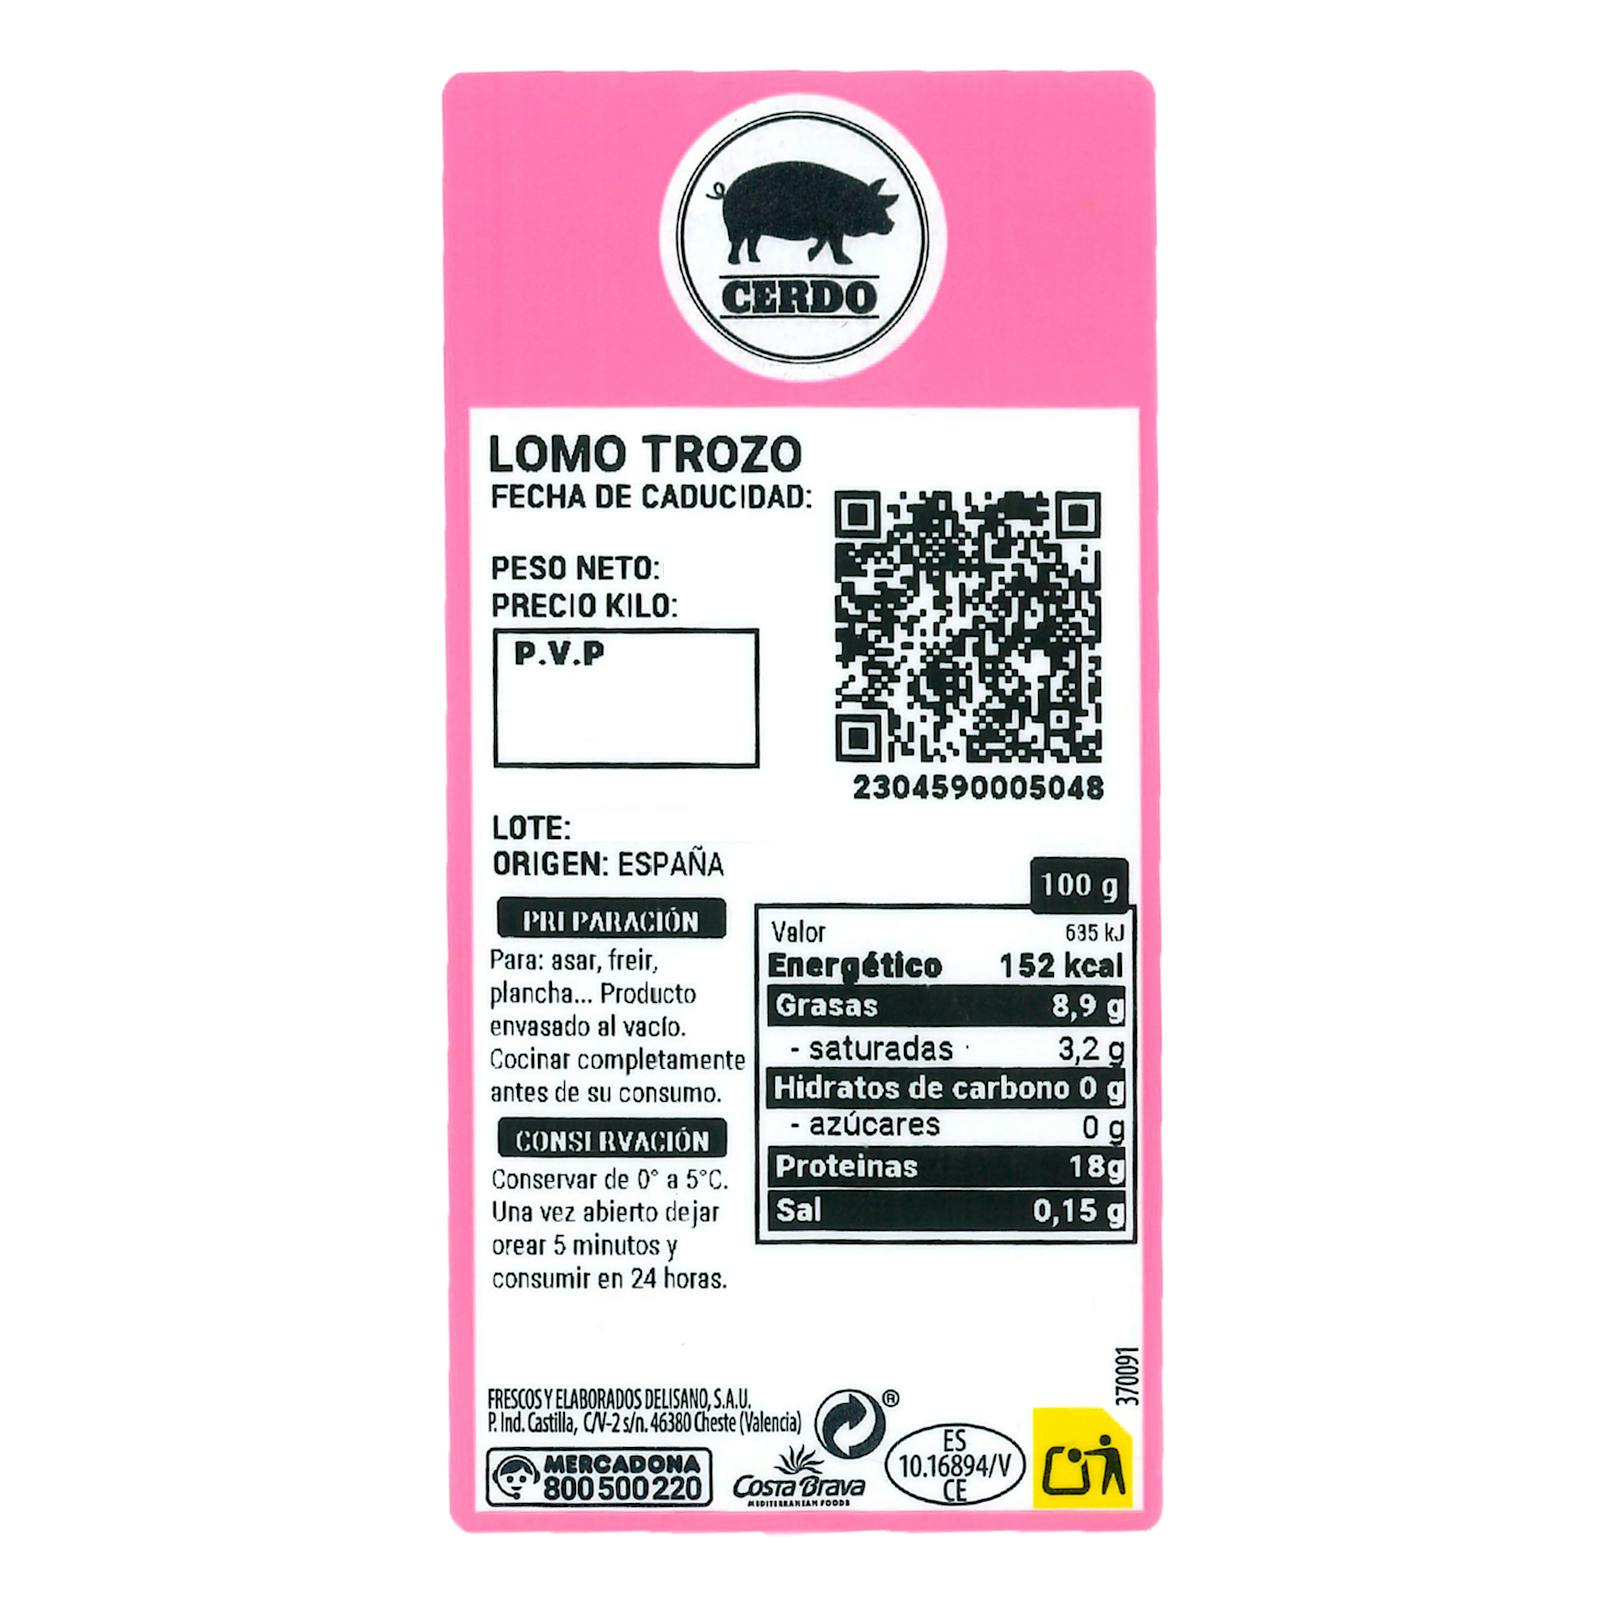 CERDO
LOMO TROZO
FECHA DE CADUCIDAD:
PESO NETO:
PRECIO KILO:
P.V.P
2304590005048
LOTE:
ORIGEN: ESPAÑA
PREPARACIÓN
Para: asar, freir,
plancha... Producto
envasado al vacío.
Cocinar completamente
antes de su consumo.
CONSERVACIÓN
Conservar de 0° a 5°C.
Una vez abierto dejar
orear 5 minutos y
consumir en 24 horas.
100 g
Valor 635 kJ
Energético 152 kcal
Grasas 8,9 g
- saturadas 3,2 g
Hidratos de carbono 0 g
- azúcares 0 g
Proteinas 18g
Sal 0,15 g
370091
FRESCOS Y ELABORADOS DELISANO, S.A.U.
P. Ind. Castilla, C/V-2 s/n. 46380 Cheste (Valencia)
MERCADONA
800 500 220
Costa Brava
MEDITERRANEAN FOODS
®
ES
10.16894/V
CE